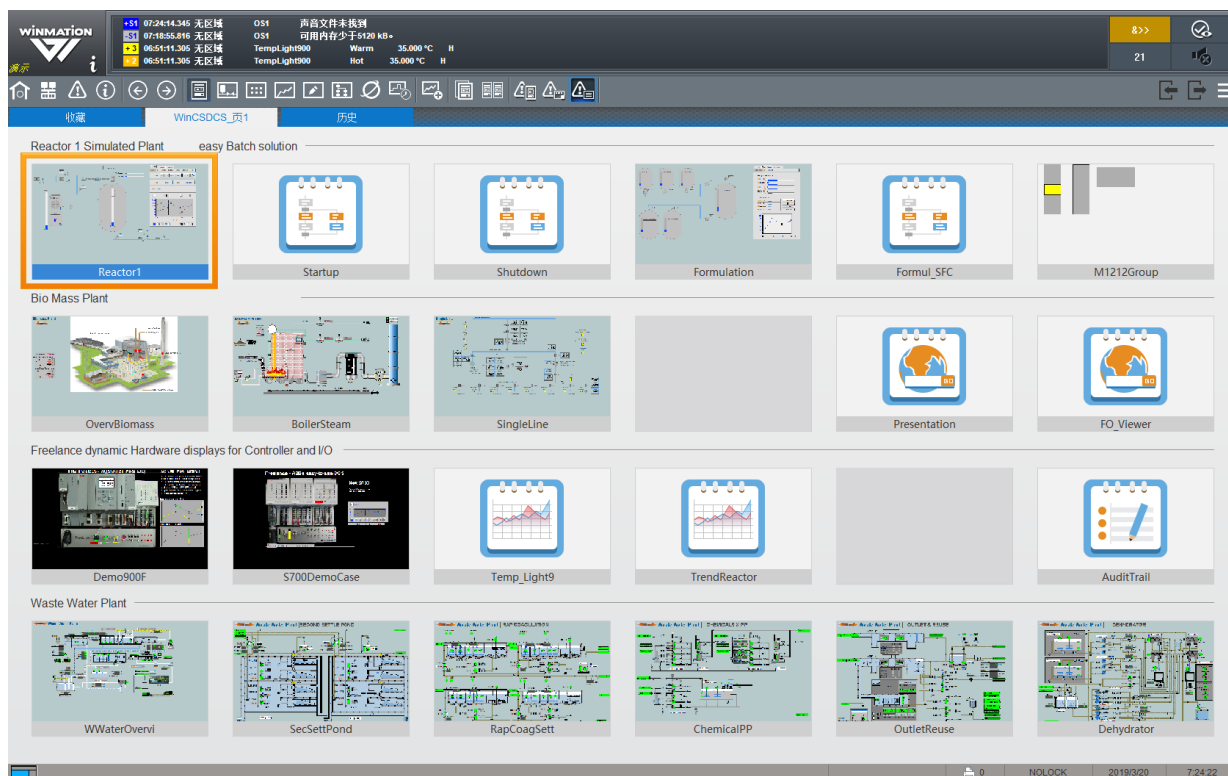 WINMATION
演示
+S1 07:24:14.345 无区域 OS1 声音文件未找到
-S1 07:18:55.816 无区域 OS1 可用内存少于5120 kB。
+ 3 06:51:11.305 无区域 TempLight900 Warm 35.000 °C H
+ 2 06:51:11.305 无区域 TempLight900 Hot 35.000 °C H
&>>
21
收藏 WinCSDCS_页1 历史
Reactor 1 Simulated Plant easy Batch solution
Reactor1 Startup Shutdown Formulation Formul_SFC M1212Group
Bio Mass Plant
OvervBiomass BoilerSteam SingleLine Presentation FO_Viewer
Freelance dynamic Hardware displays for Controller and I/O
Demo900F S700DemoCase Temp_Light9 TrendReactor AuditTrail
Waste Water Plant
WWaterOvervi SecSettPond RapCoagSett ChemicalPP OutletReuse Dehydrator
0 NOLOCK 2019/3/20 7:24:22